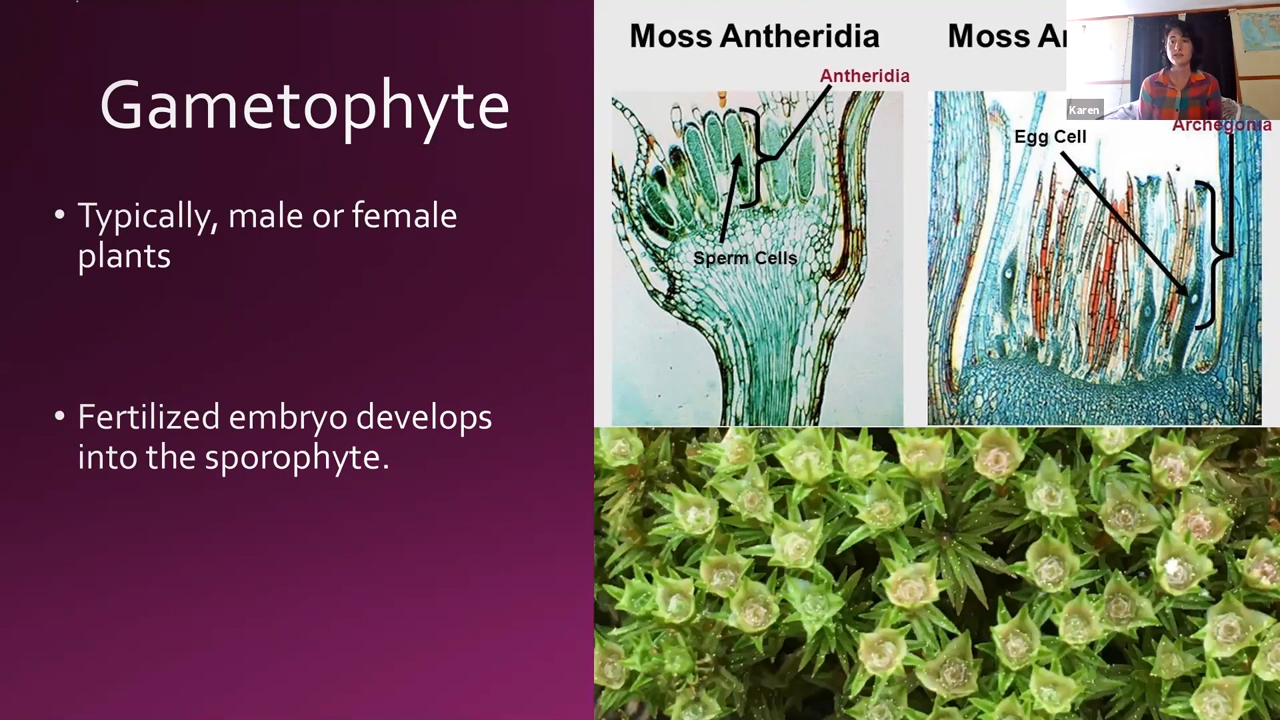 Gametophyte
• Typically, male or female
plants
• Fertilized embryo develops
into the sporophyte.
Moss Antheridia
Antheridia
Sperm Cells
Moss
Karen
Archegonia
Egg Cell